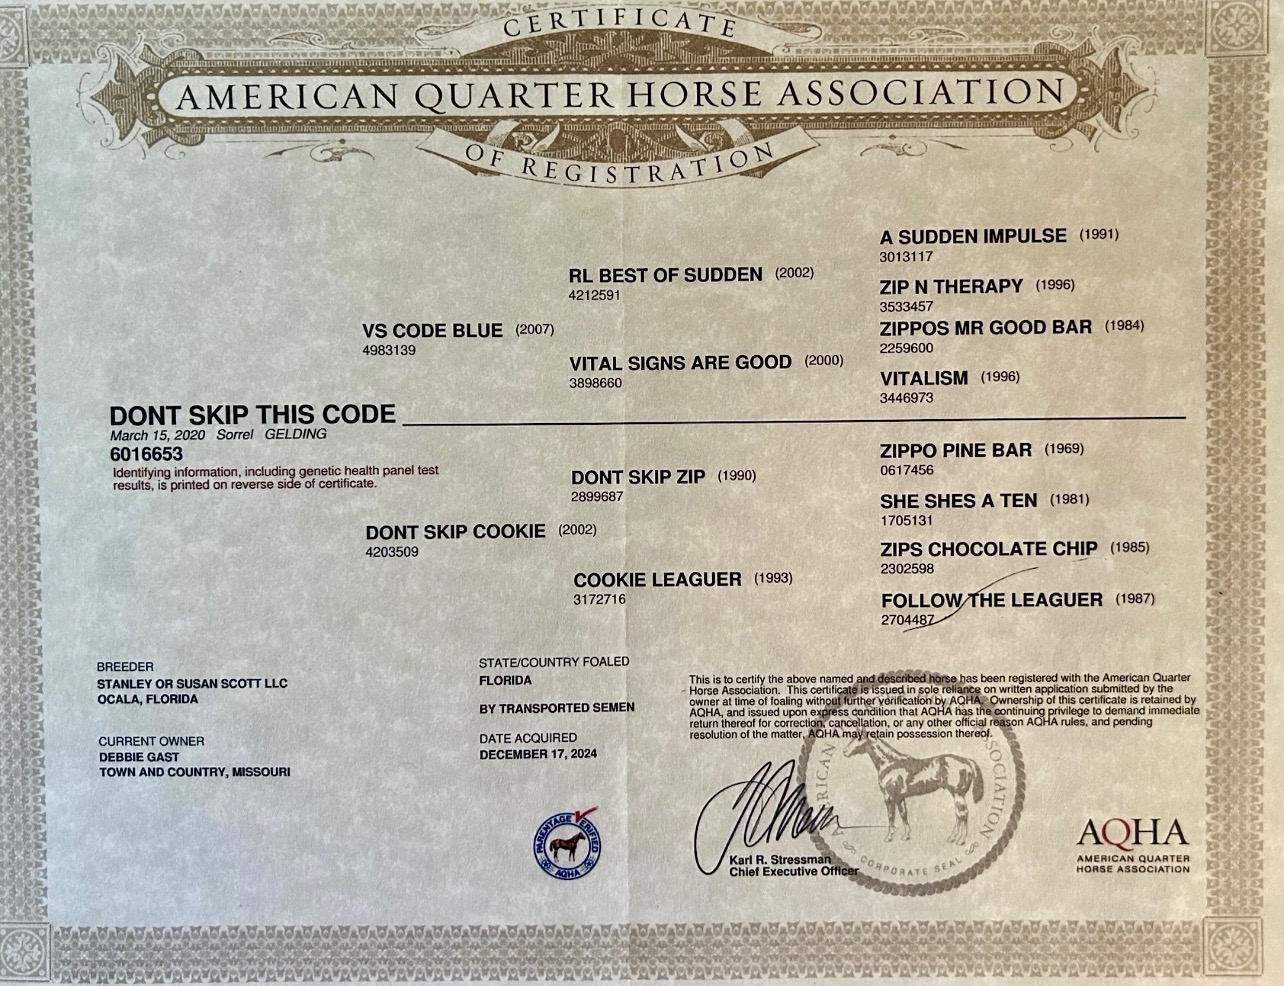 CERTIFICATE
AMERICAN QUARTER HORSE ASSOCIATION
OF REGISTRATION
A SUDDEN IMPULSE (1991)
3013117
RL BEST OF SUDDEN (2002)
4212591
ZIP N THERAPY (1996)
3533457
VS CODE BLUE (2007)
4983139
ZIPPOS MR GOOD BAR (1984)
2259600
VITAL SIGNS ARE GOOD (2000)
3898660
VITALISM (1996)
3446973
DONT SKIP THIS CODE
March 15, 2020 Sorrel GELDING
6016653
Identifying information, including genetic health panel test
results, is printed on reverse side of certificate.
ZIPPO PINE BAR (1969)
0617456
DONT SKIP ZIP (1990)
2899687
SHE SHES A TEN (1981)
1705131
DONT SKIP COOKIE (2002)
4203509
ZIPS CHOCOLATE CHIP (1985)
2302598
COOKIE LEAGUER (1993)
3172716
FOLLOW THE LEAGUER (1987)
2704487
BREEDER
STANLEY OR SUSAN SCOTT LLC
OCALA, FLORIDA
STATE/COUNTRY FOALED
FLORIDA
BY TRANSPORTED SEMEN
CURRENT OWNER
DEBBIE GAST
TOWN AND COUNTRY, MISSOURI
DATE ACQUIRED
DECEMBER 17, 2024
This is to certify the above named and described horse has been registered with the American Quarter
Horse Association. This certificate is issued in sole reliance on written application submitted by the
owner at time of foaling without further verification by AQHA. Ownership of this certificate is retained by
AQHA, and issued upon express condition that AQHA has the continuing privilege to demand immediate
return thereof for correction, cancellation, or any other official reason AQHA rules, and pending
resolution of the matter, AQHA may retain possession thereof.
PARENTAGE VERIFIED
AQHA
Karl R. Stressman
Chief Executive Officer
CORPORATE SEAL
AQHA
AMERICAN QUARTER
HORSE ASSOCIATION